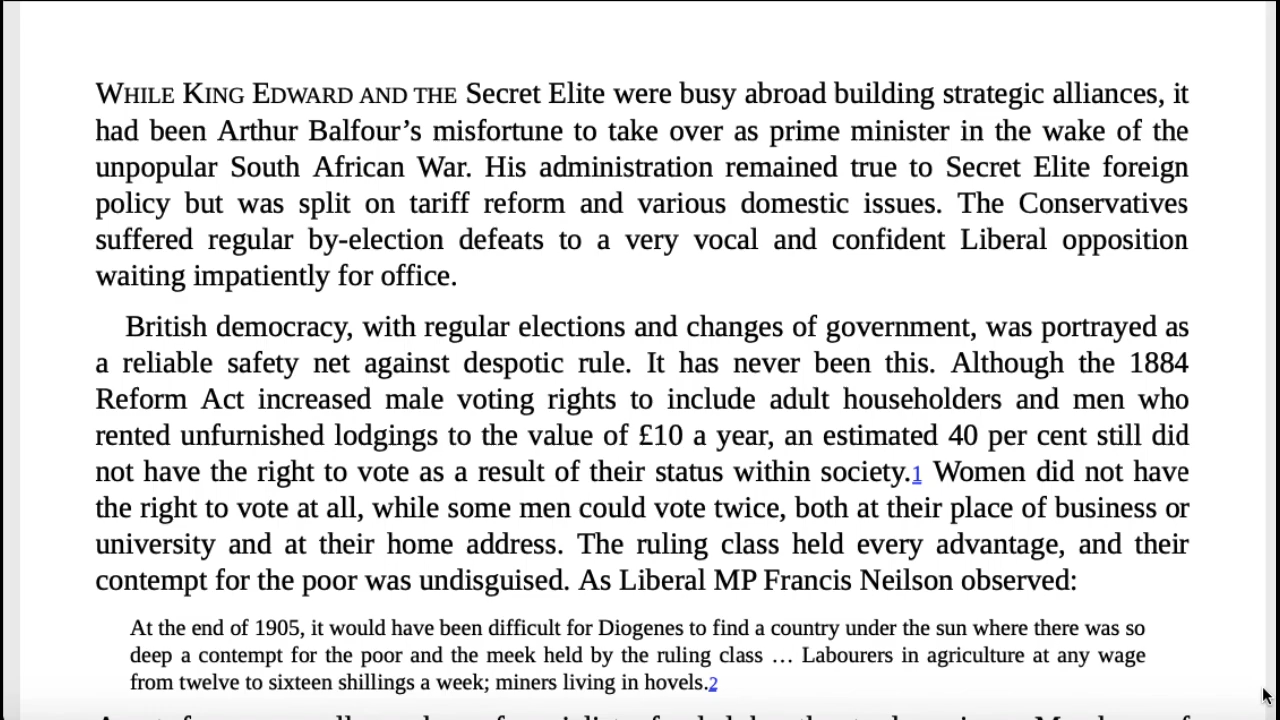 WHILE KING EDWARD AND THE Secret Elite were busy abroad building strategic alliances, it
had been Arthur Balfour’s misfortune to take over as prime minister in the wake of the
unpopular South African War. His administration remained true to Secret Elite foreign
policy but was split on tariff reform and various domestic issues. The Conservatives
suffered regular by-election defeats to a very vocal and confident Liberal opposition
waiting impatiently for office.
British democracy, with regular elections and changes of government, was portrayed as
a reliable safety net against despotic rule. It has never been this. Although the 1884
Reform Act increased male voting rights to include adult householders and men who
rented unfurnished lodgings to the value of £10 a year, an estimated 40 per cent still did
not have the right to vote as a result of their status within society.1 Women did not have
the right to vote at all, while some men could vote twice, both at their place of business or
university and at their home address. The ruling class held every advantage, and their
contempt for the poor was undisguised. As Liberal MP Francis Neilson observed:
At the end of 1905, it would have been difficult for Diogenes to find a country under the sun where there was so
deep a contempt for the poor and the meek held by the ruling class … Labourers in agriculture at any wage
from twelve to sixteen shillings a week; miners living in hovels.2